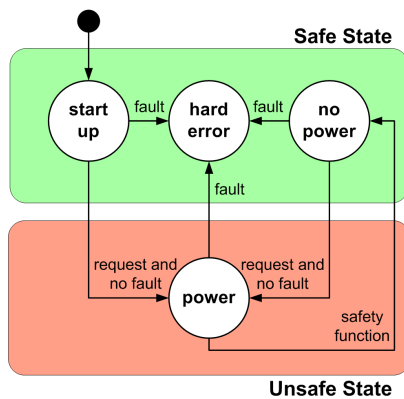 Safe State
start
up
fault
hard
error
fault
no
power
fault
request and
no fault
request and
no fault
power
safety
function
Unsafe State